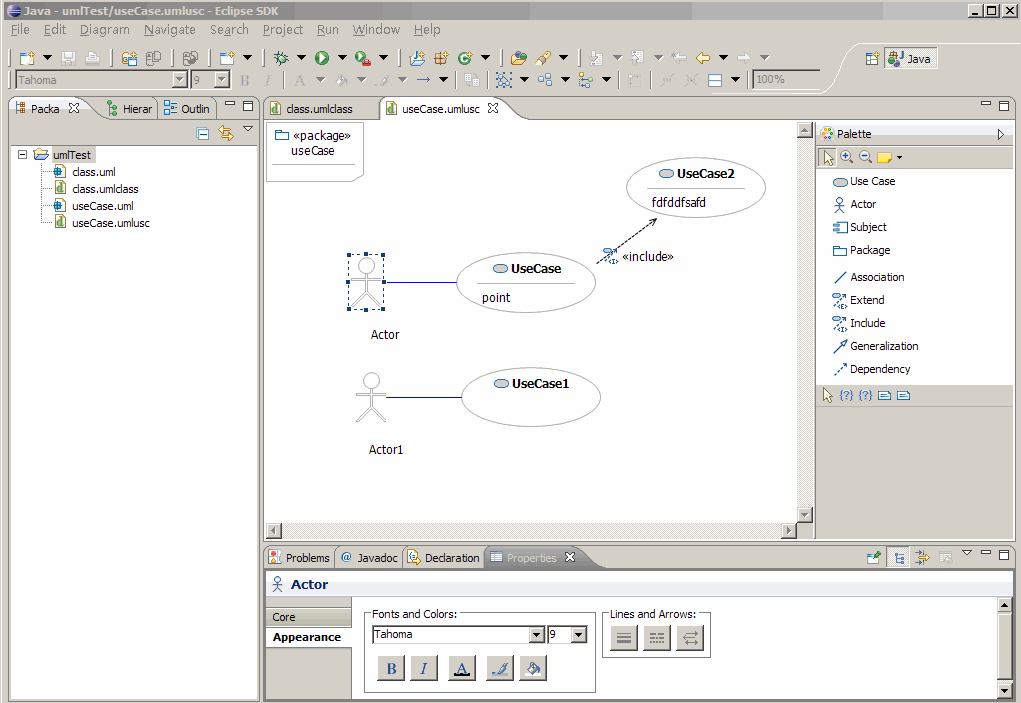 Java - umlTest/useCase.umlusc - Eclipse SDK
File Edit Diagram Navigate Search Project Run Window Help
Tahoma 9 B I A 100% Java
Packa Hierar Outlin
umlTest
class.uml
class.umlclass
useCase.uml
useCase.umlusc
class.umlclass useCase.umlusc
«package»
useCase
UseCase2
fdfddfsafd
«include»
UseCase
point
Actor
UseCase1
Actor1
Palette
Use Case
Actor
Subject
Package
Association
Extend
Include
Generalization
Dependency
{?} {?}
Problems @ Javadoc Declaration Properties
Actor
Core
Appearance
Fonts and Colors:
Tahoma 9
B I A
Lines and Arrows: